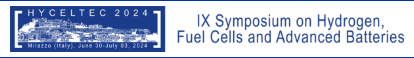 HYCELTEC 2024
Milazzo (Italy), June 30-July 03, 2024
IX Symposium on Hydrogen,
Fuel Cells and Advanced Batteries